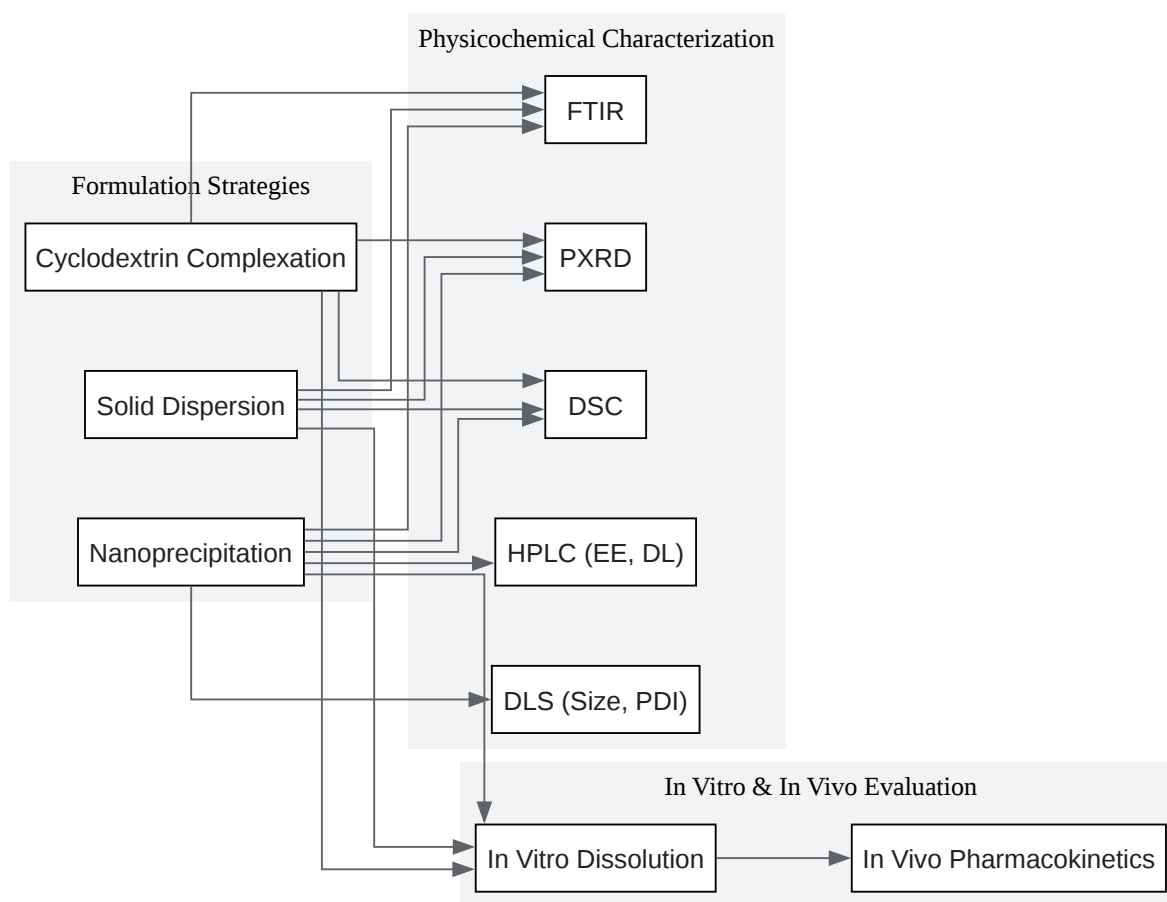 Physicochemical Characterization
FTIR
Formulation Strategies
Cyclodextrin Complexation
PXRD
Solid Dispersion
DSC
Nanoprecipitation
HPLC (EE, DL)
DLS (Size, PDI)
In Vitro & In Vivo Evaluation
In Vitro Dissolution
In Vivo Pharmacokinetics